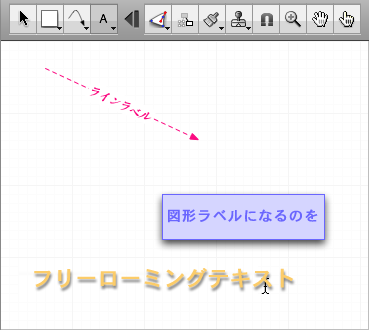 A
ラインラベル
図形ラベルになるのを
フリーローミングテキスト